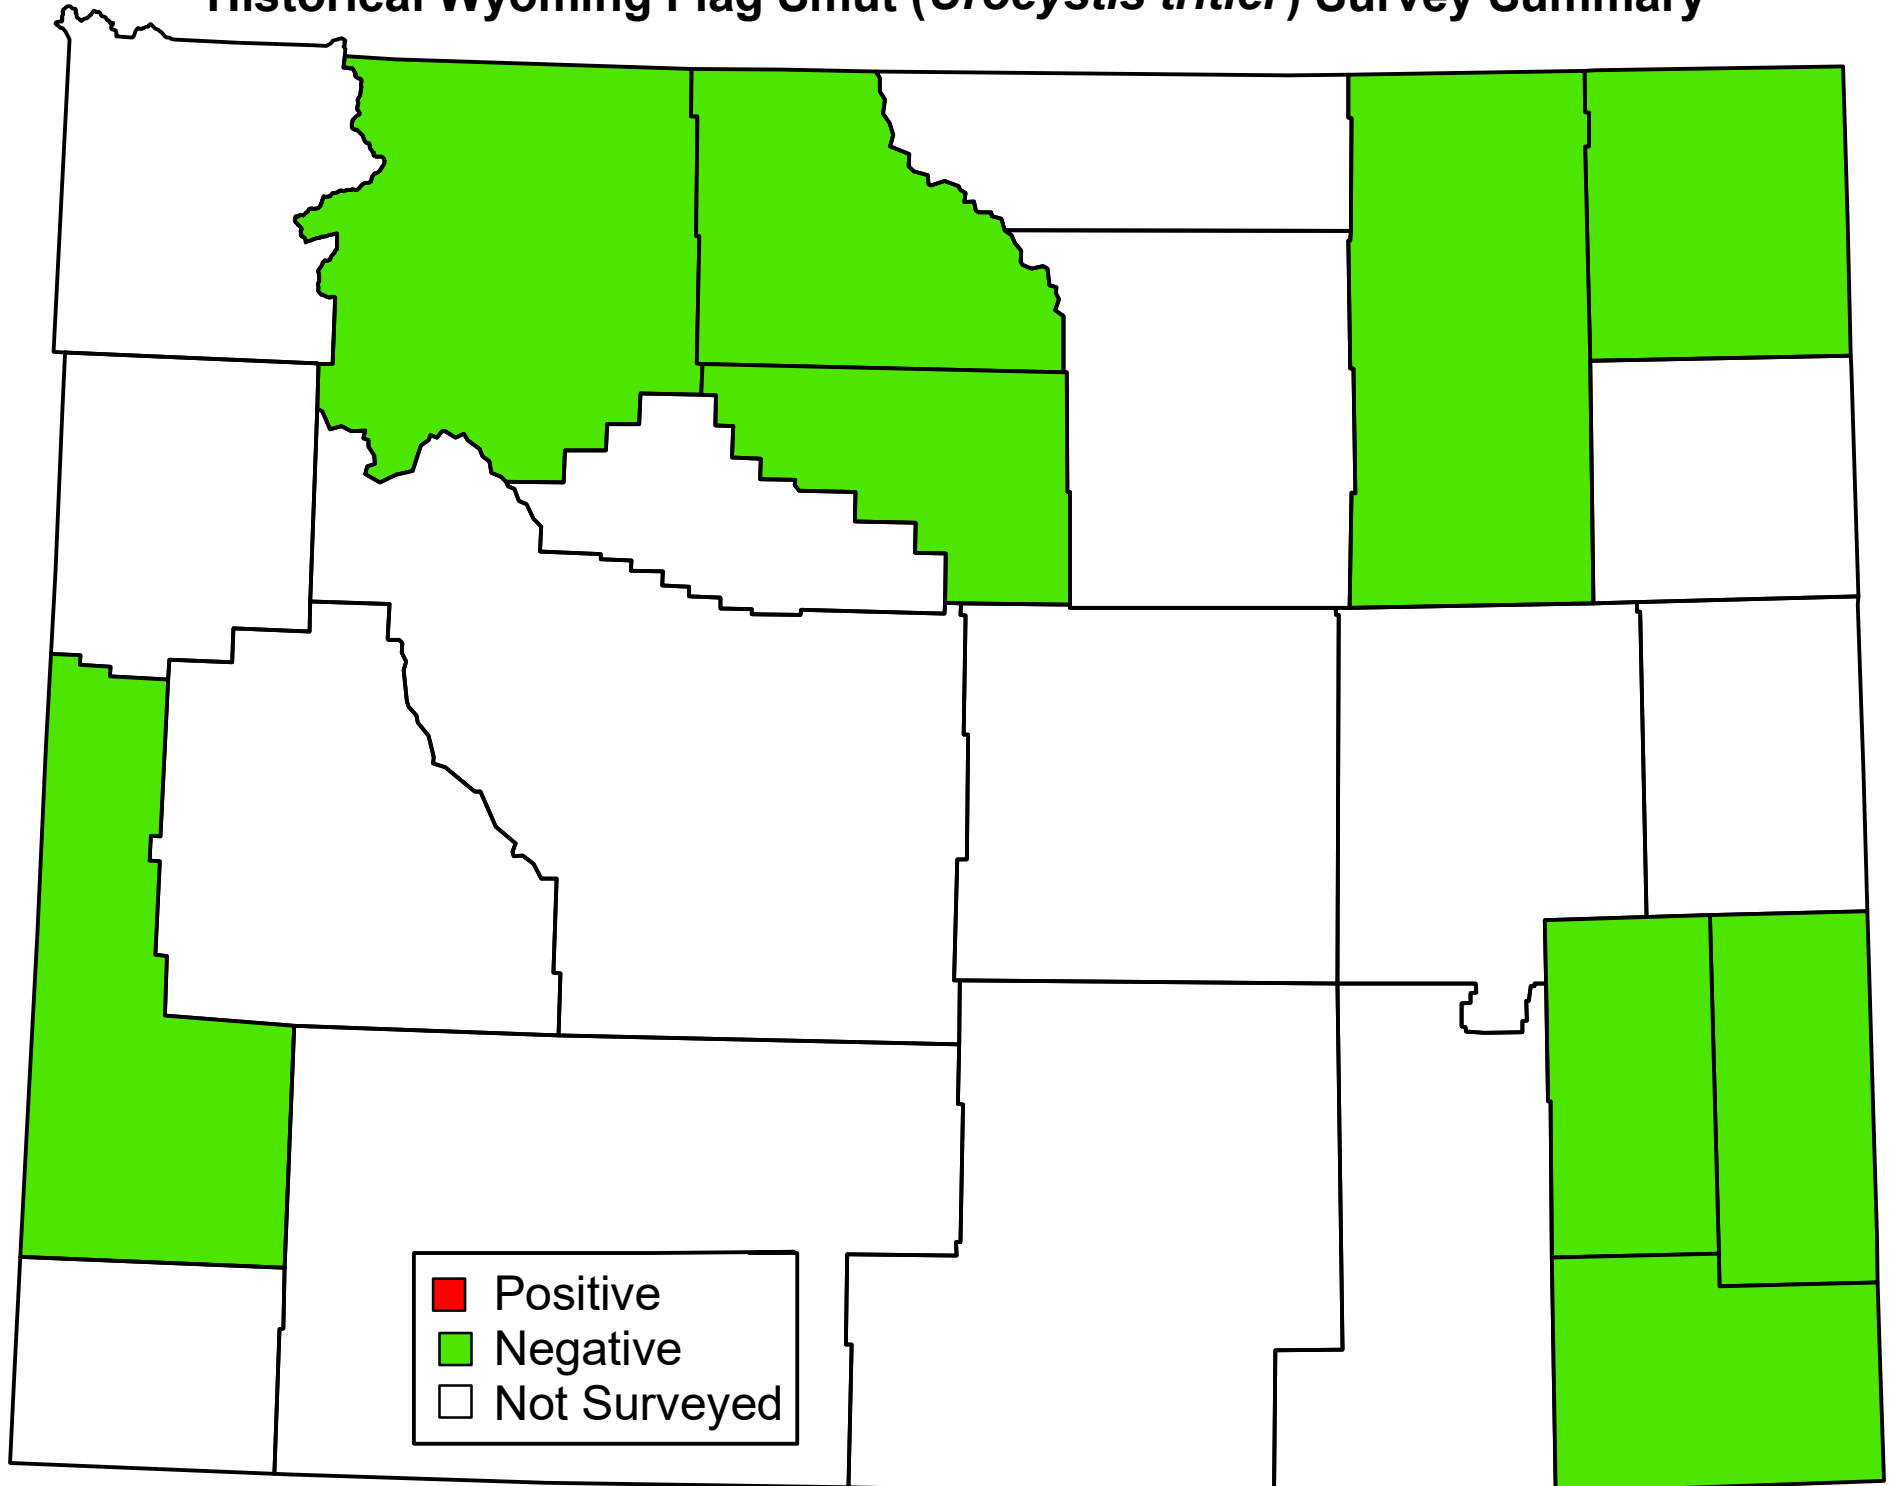 Historical Wyoming Flag Smut (Urocystis tritici) Survey Summary
Positive
Negative
Not Surveyed